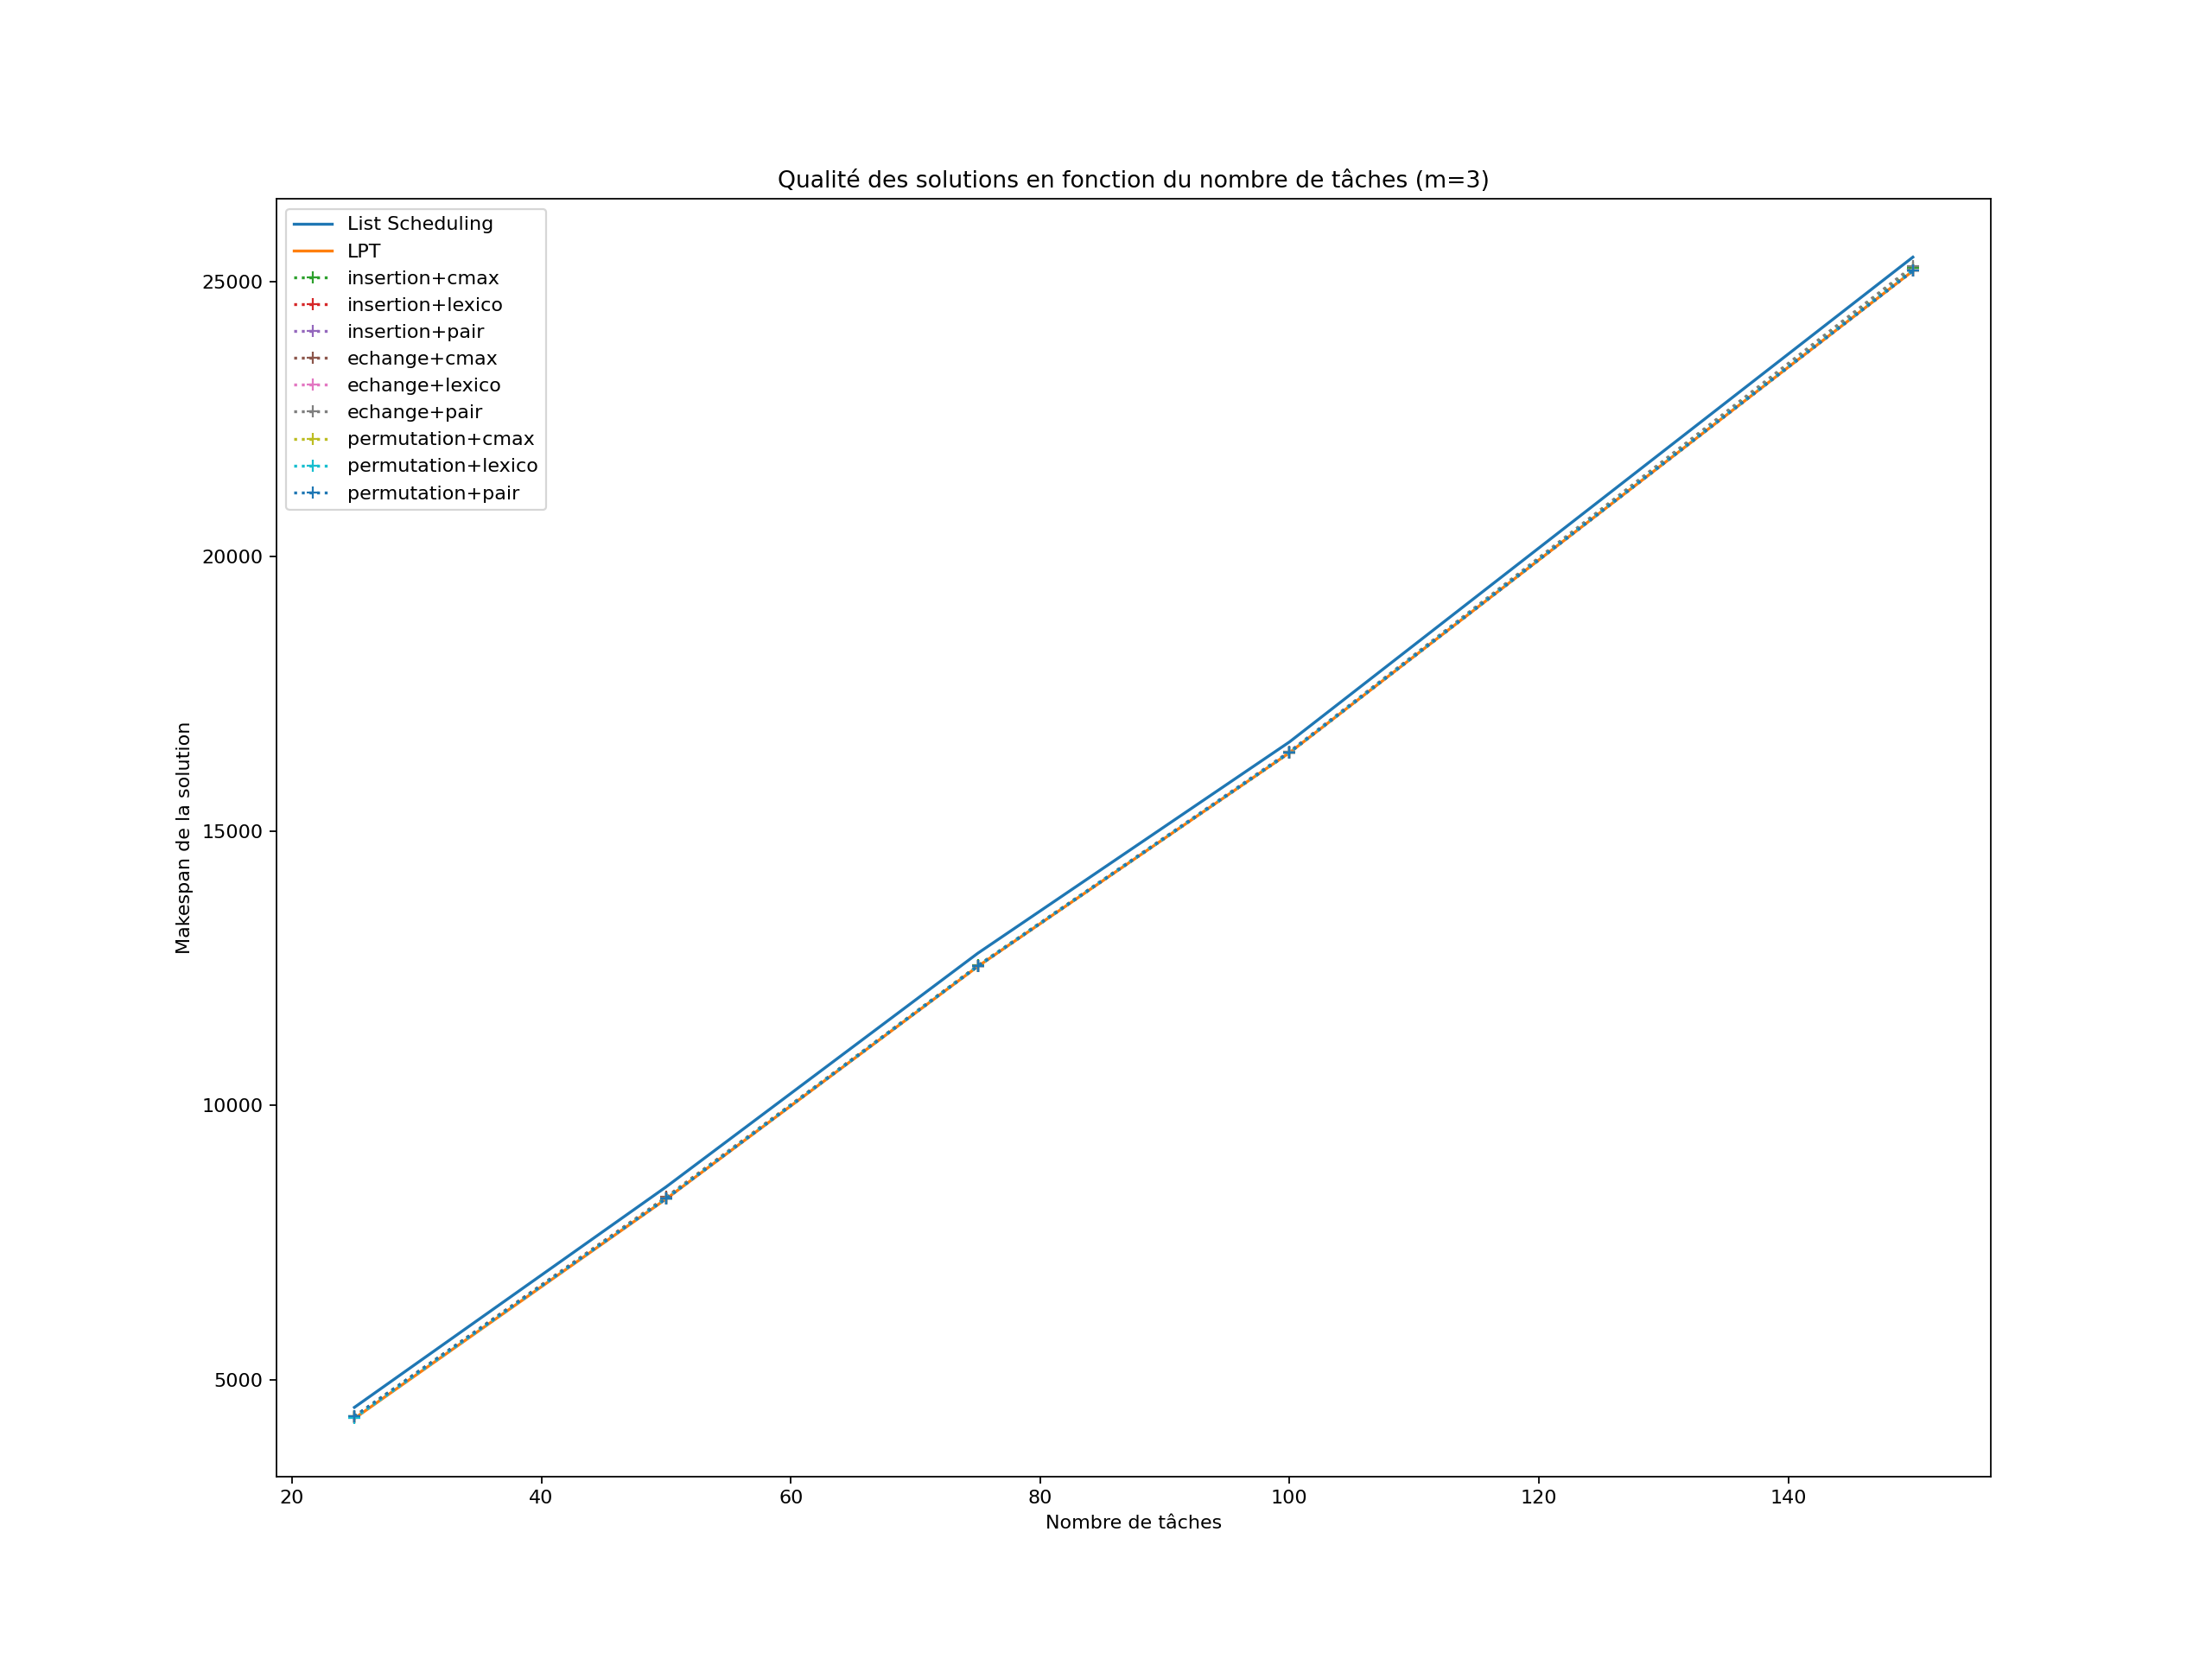 Qualité des solutions en fonction du nombre de tâches (m=3)
List Scheduling
LPT
insertion+cmax
insertion+lexico
insertion+pair
echange+cmax
echange+lexico
echange+pair
permutation+cmax
permutation+lexico
permutation+pair
Makespan de la solution
25000
20000
15000
10000
5000
20 40 60 80 100 120 140
Nombre de tâches